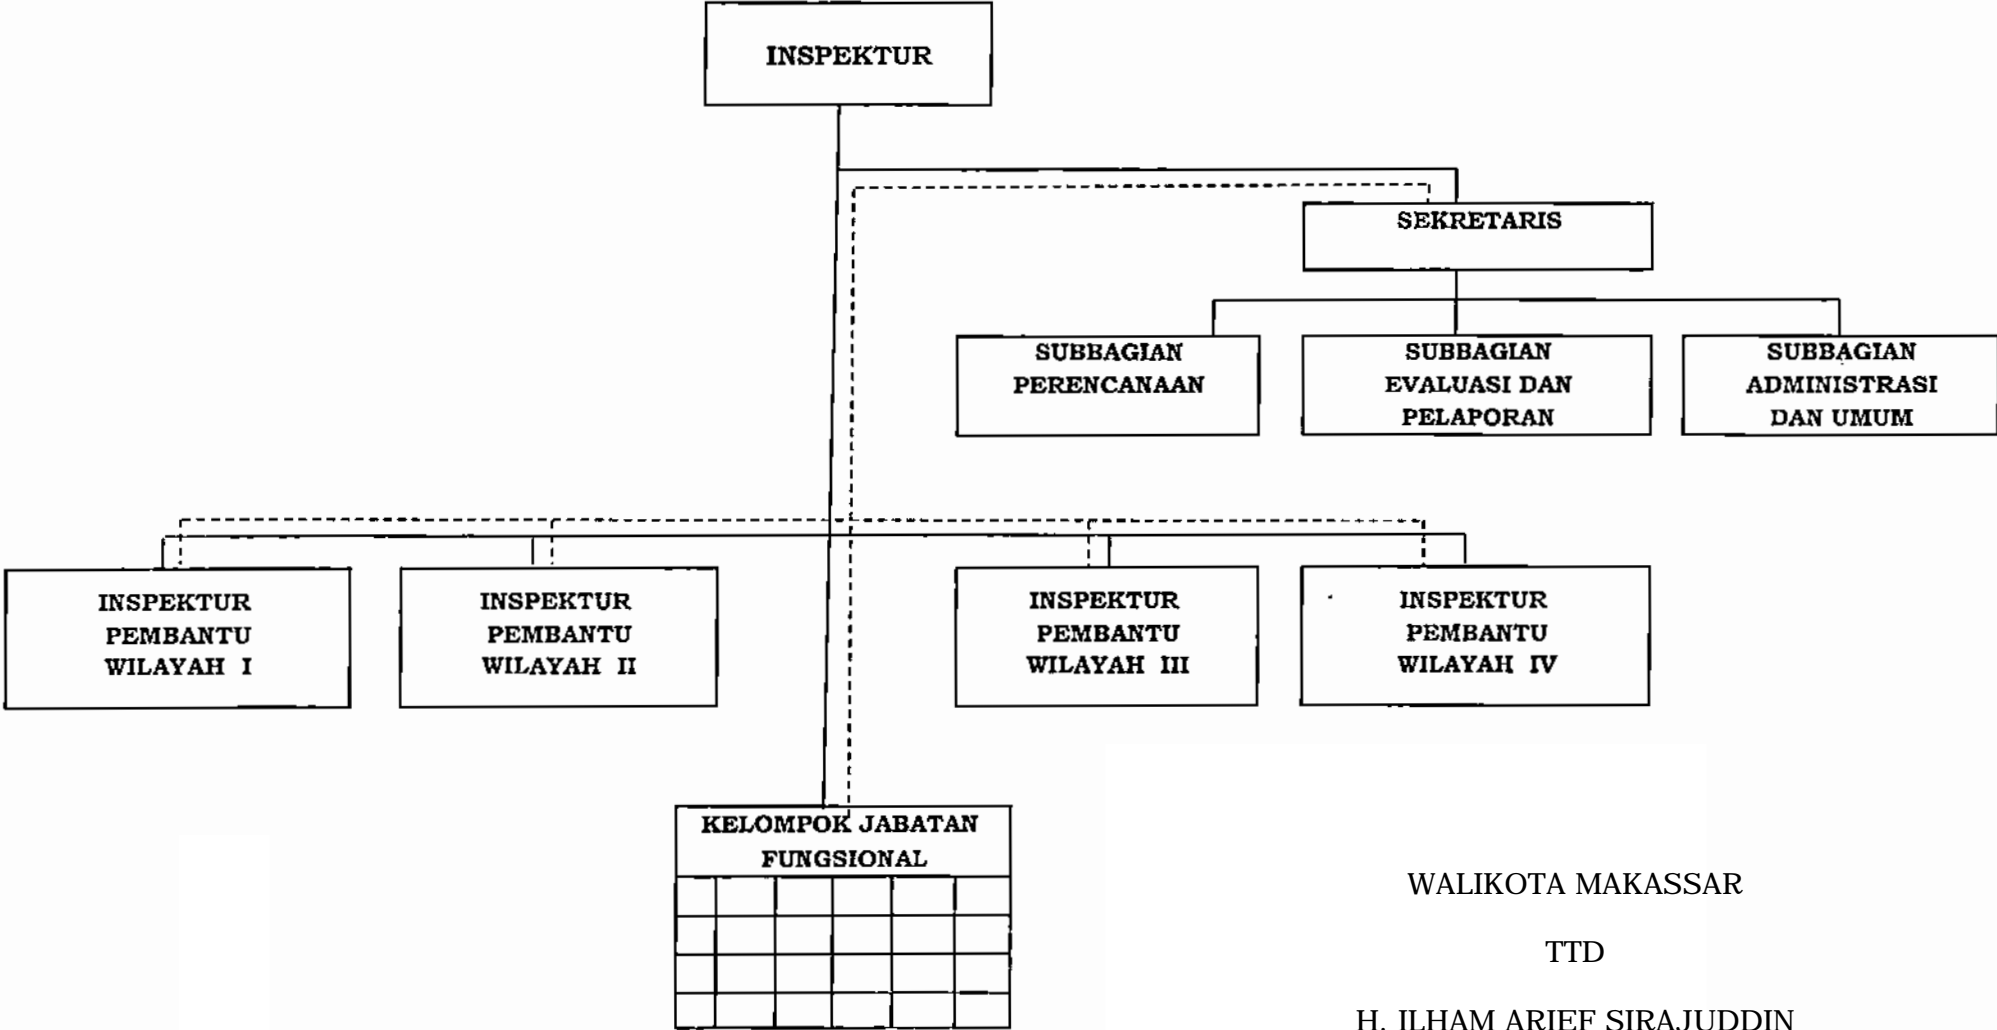 INSPEKTUR
SEKRETARIS
SUBBAGIAN
PERENCANAAN
SUBBAGIAN
EVALUASI DAN
PELAPORAN
SUBBAGIAN
ADMINISTRASI
DAN UMUM
INSPEKTUR
PEMBANTU
WILAYAH I
INSPEKTUR
PEMBANTU
WILAYAH II
INSPEKTUR
PEMBANTU
WILAYAH III
INSPEKTUR
PEMBANTU
WILAYAH IV
KELOMPOK JABATAN
FUNGSIONAL
WALIKOTA MAKASSAR
TTD
H. ILHAM ARIEF SIRAJUDDIN